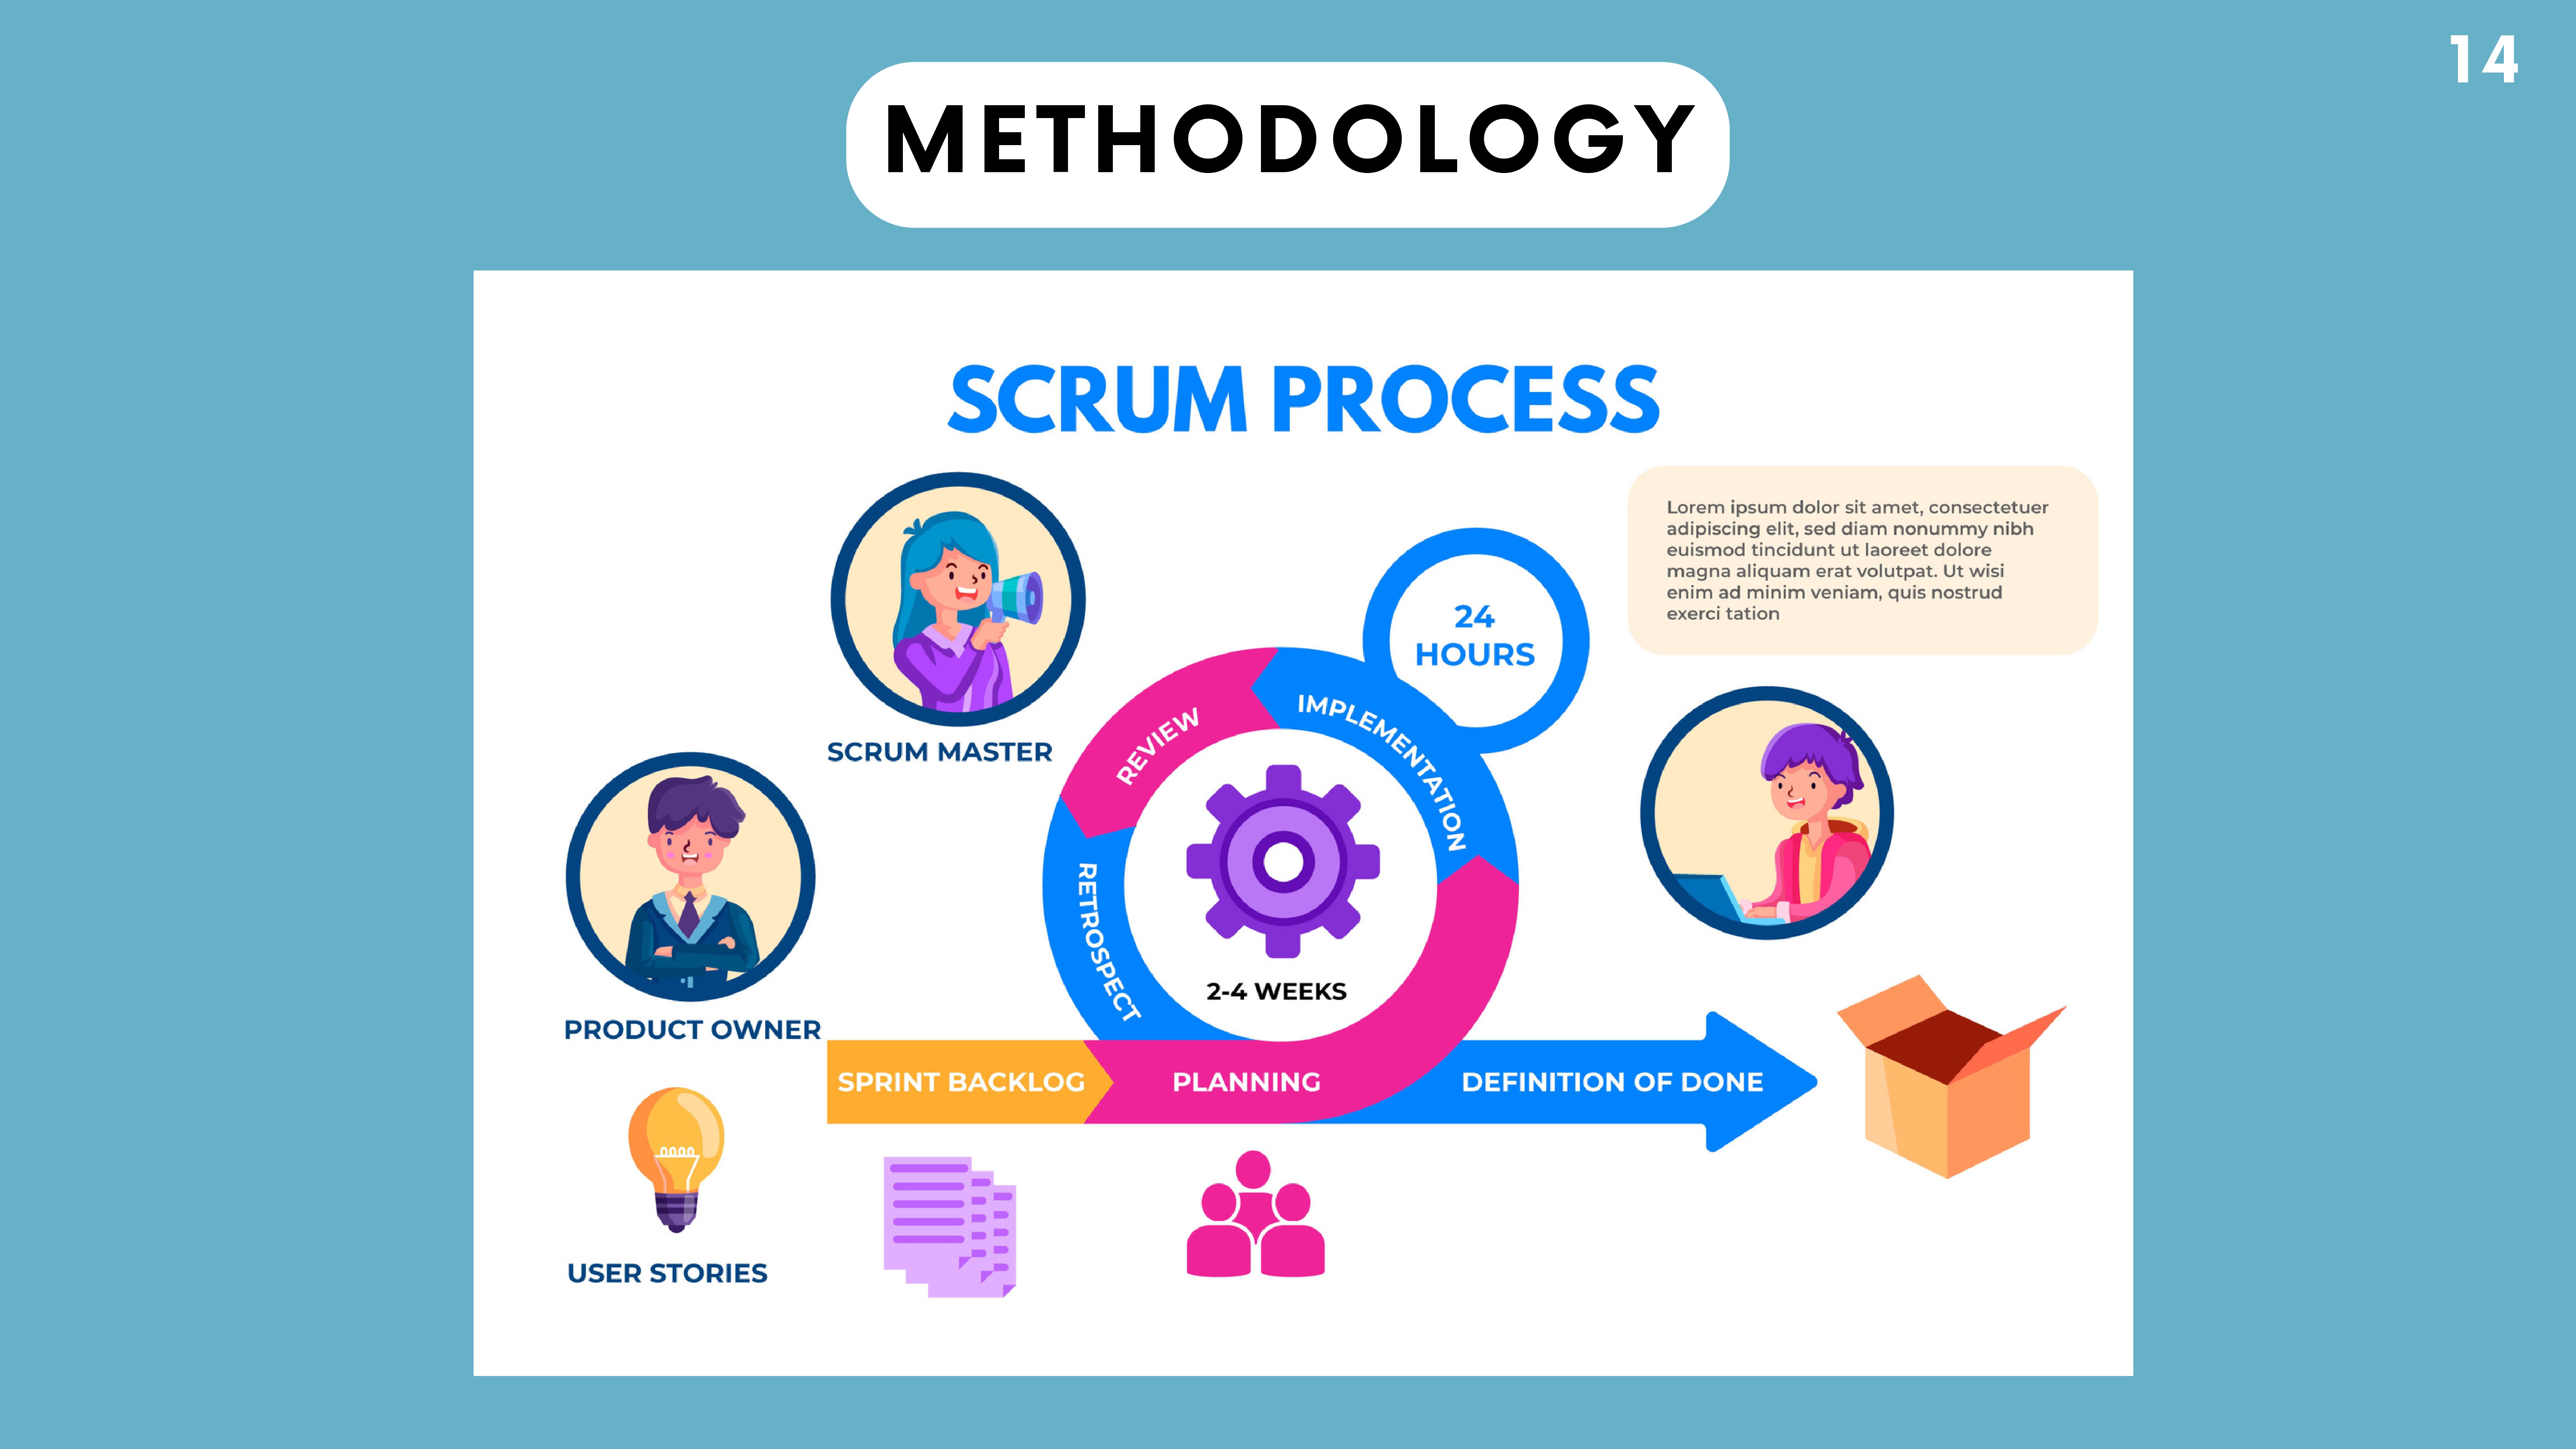 14
METHODOLOGY
SCRUM PROCESS
Lorem ipsum dolor sit amet, consectetuer
adipiscing elit, sed diam nonummy nibh
euismod tincidunt ut laoreet dolore
magna aliquam erat volutpat. Ut wisi
enim ad minim veniam, quis nostrud
exerci tation
24
HOURS
SCRUM MASTER
REVIEW
IMPLEMENTATION
RETROSPECT
2-4 WEEKS
PRODUCT OWNER
SPRINT BACKLOG
PLANNING
DEFINITION OF DONE
USER STORIES